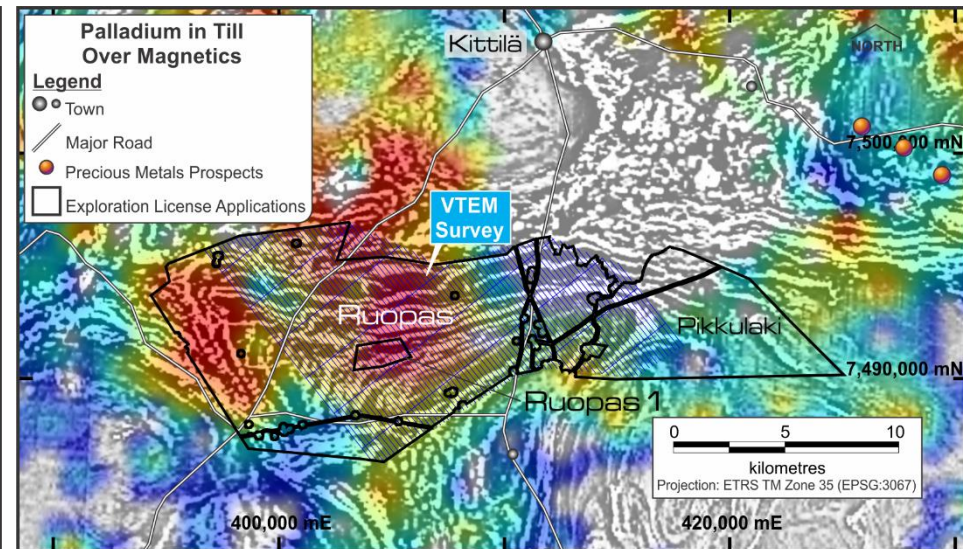 Palladium in Till
Over Magnetics
Legend
Town
Major Road
Precious Metals Prospects
Exploration License Applications
Kittilä
NORTH
7,500,000 mN
VTEM
Survey
Ruopas
Pikkulaki
7,490,000 mN
Ruopas 1
0 5 10
kilometres
Projection: ETRS TM Zone 35 (EPSG:3067)
400,000 mE
420,000 mE